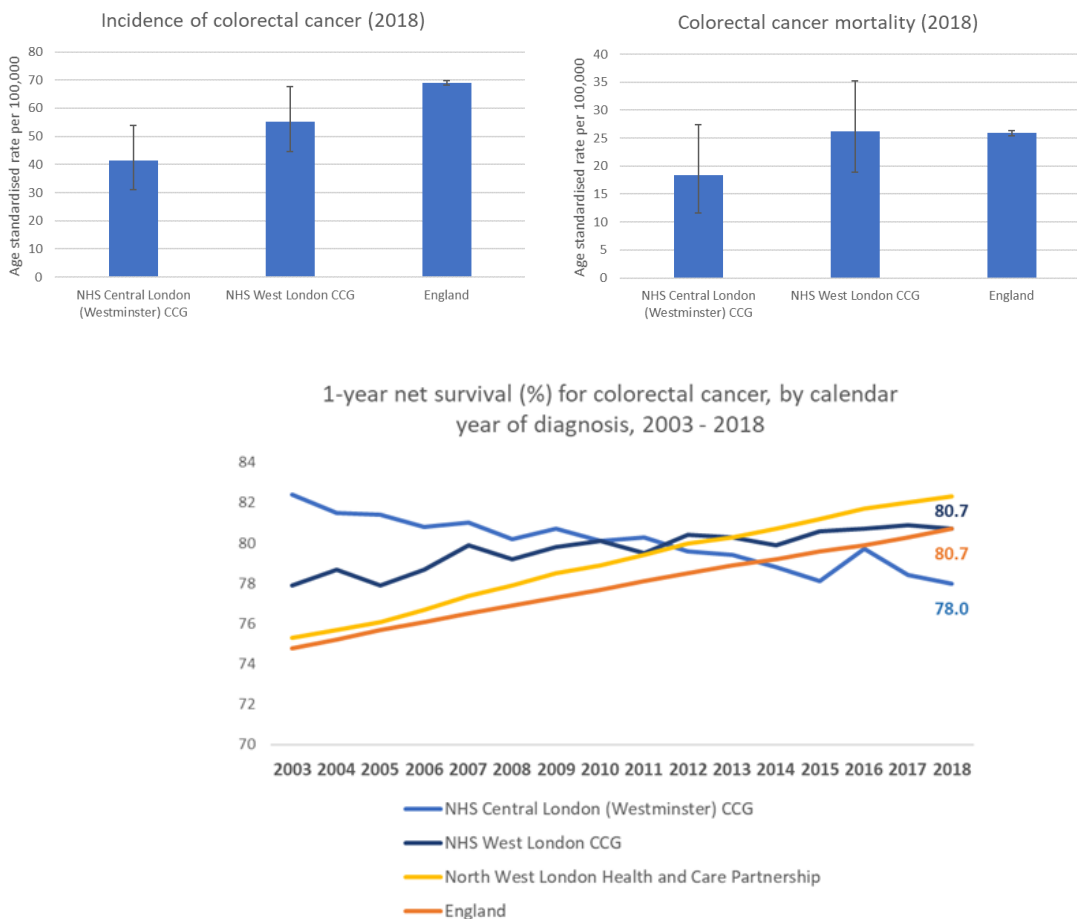 Incidence of colorectal cancer (2018)
Age standardised rate per 100,000
80
70
60
50
40
30
20
10
0
NHS Central London
(Westminster) CCG
NHS West London CCG
England
Colorectal cancer mortality (2018)
Age standardised rate per 100,000
40
35
30
25
20
15
10
5
0
NHS Central London
(Westminster) CCG
NHS West London CCG
England
1-year net survival (%) for colorectal cancer, by calendar
year of diagnosis, 2003 - 2018
84
82
80
78
76
74
72
70
80.7
80.7
78.0
2003 2004 2005 2006 2007 2008 2009 2010 2011 2012 2013 2014 2015 2016 2017 2018
NHS Central London (Westminster) CCG
NHS West London CCG
North West London Health and Care Partnership
England